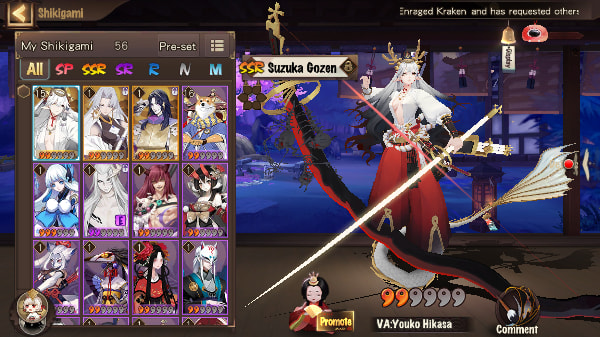 Shikigami
Enraged Kraken and has requested others
My Shikigami 56 Pre-set
All SP SSR SR R N M
SSR Suzuka Gozen
Promote
VA:Youko Hikasa
Comment